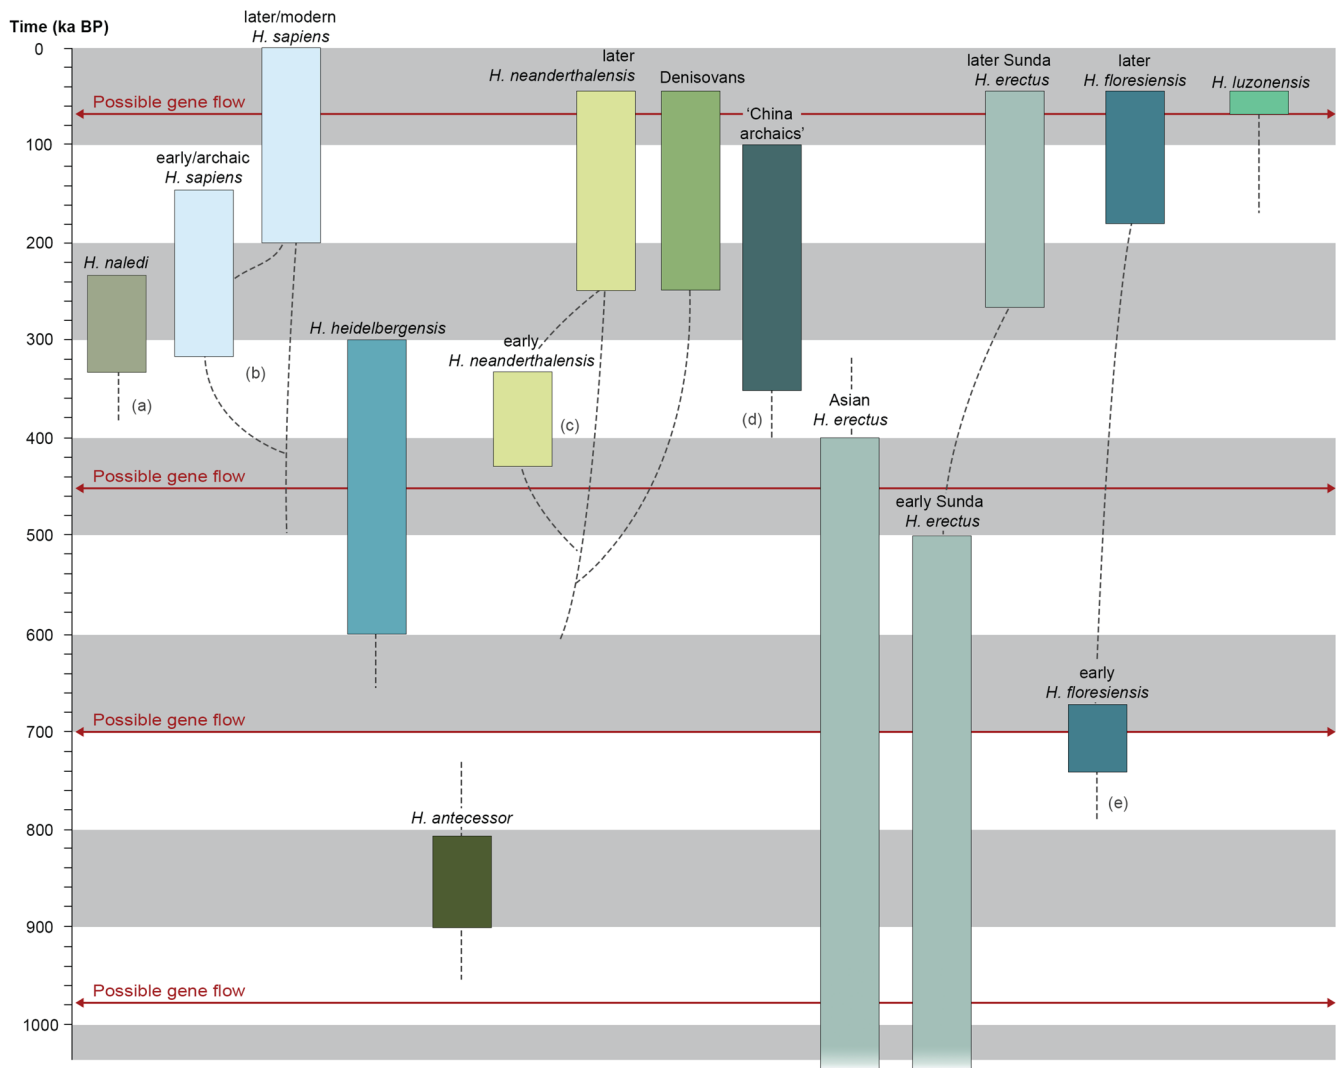 Time (ka BP)
later/modern
H. sapiens
0
later
H. neanderthalensis
Denisovans
later Sunda
H. erectus
later
H. floresiensis
H. luzonensis
Possible gene flow
'China
archaics'
100
early/archaic
H. sapiens
200
H. naledi
300
H. heidelbergensis
early
H. neanderthalensis
(b)
(a)
(c)
(d)
Asian
H. erectus
400
Possible gene flow
early Sunda
H. erectus
500
600
early
H. floresiensis
Possible gene flow
700
(e)
H. antecessor
800
900
Possible gene flow
1000